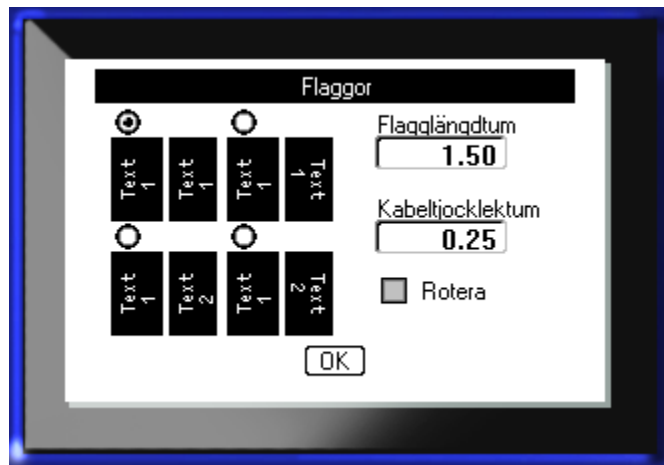 Flaggor
Flagglängdtum
1.50
Text 1 Text 1 Text 1 Text 1
Kabeltjocklektum
0.25
Text 1 Text 2 Text 1 Text 2
Rotera
OK